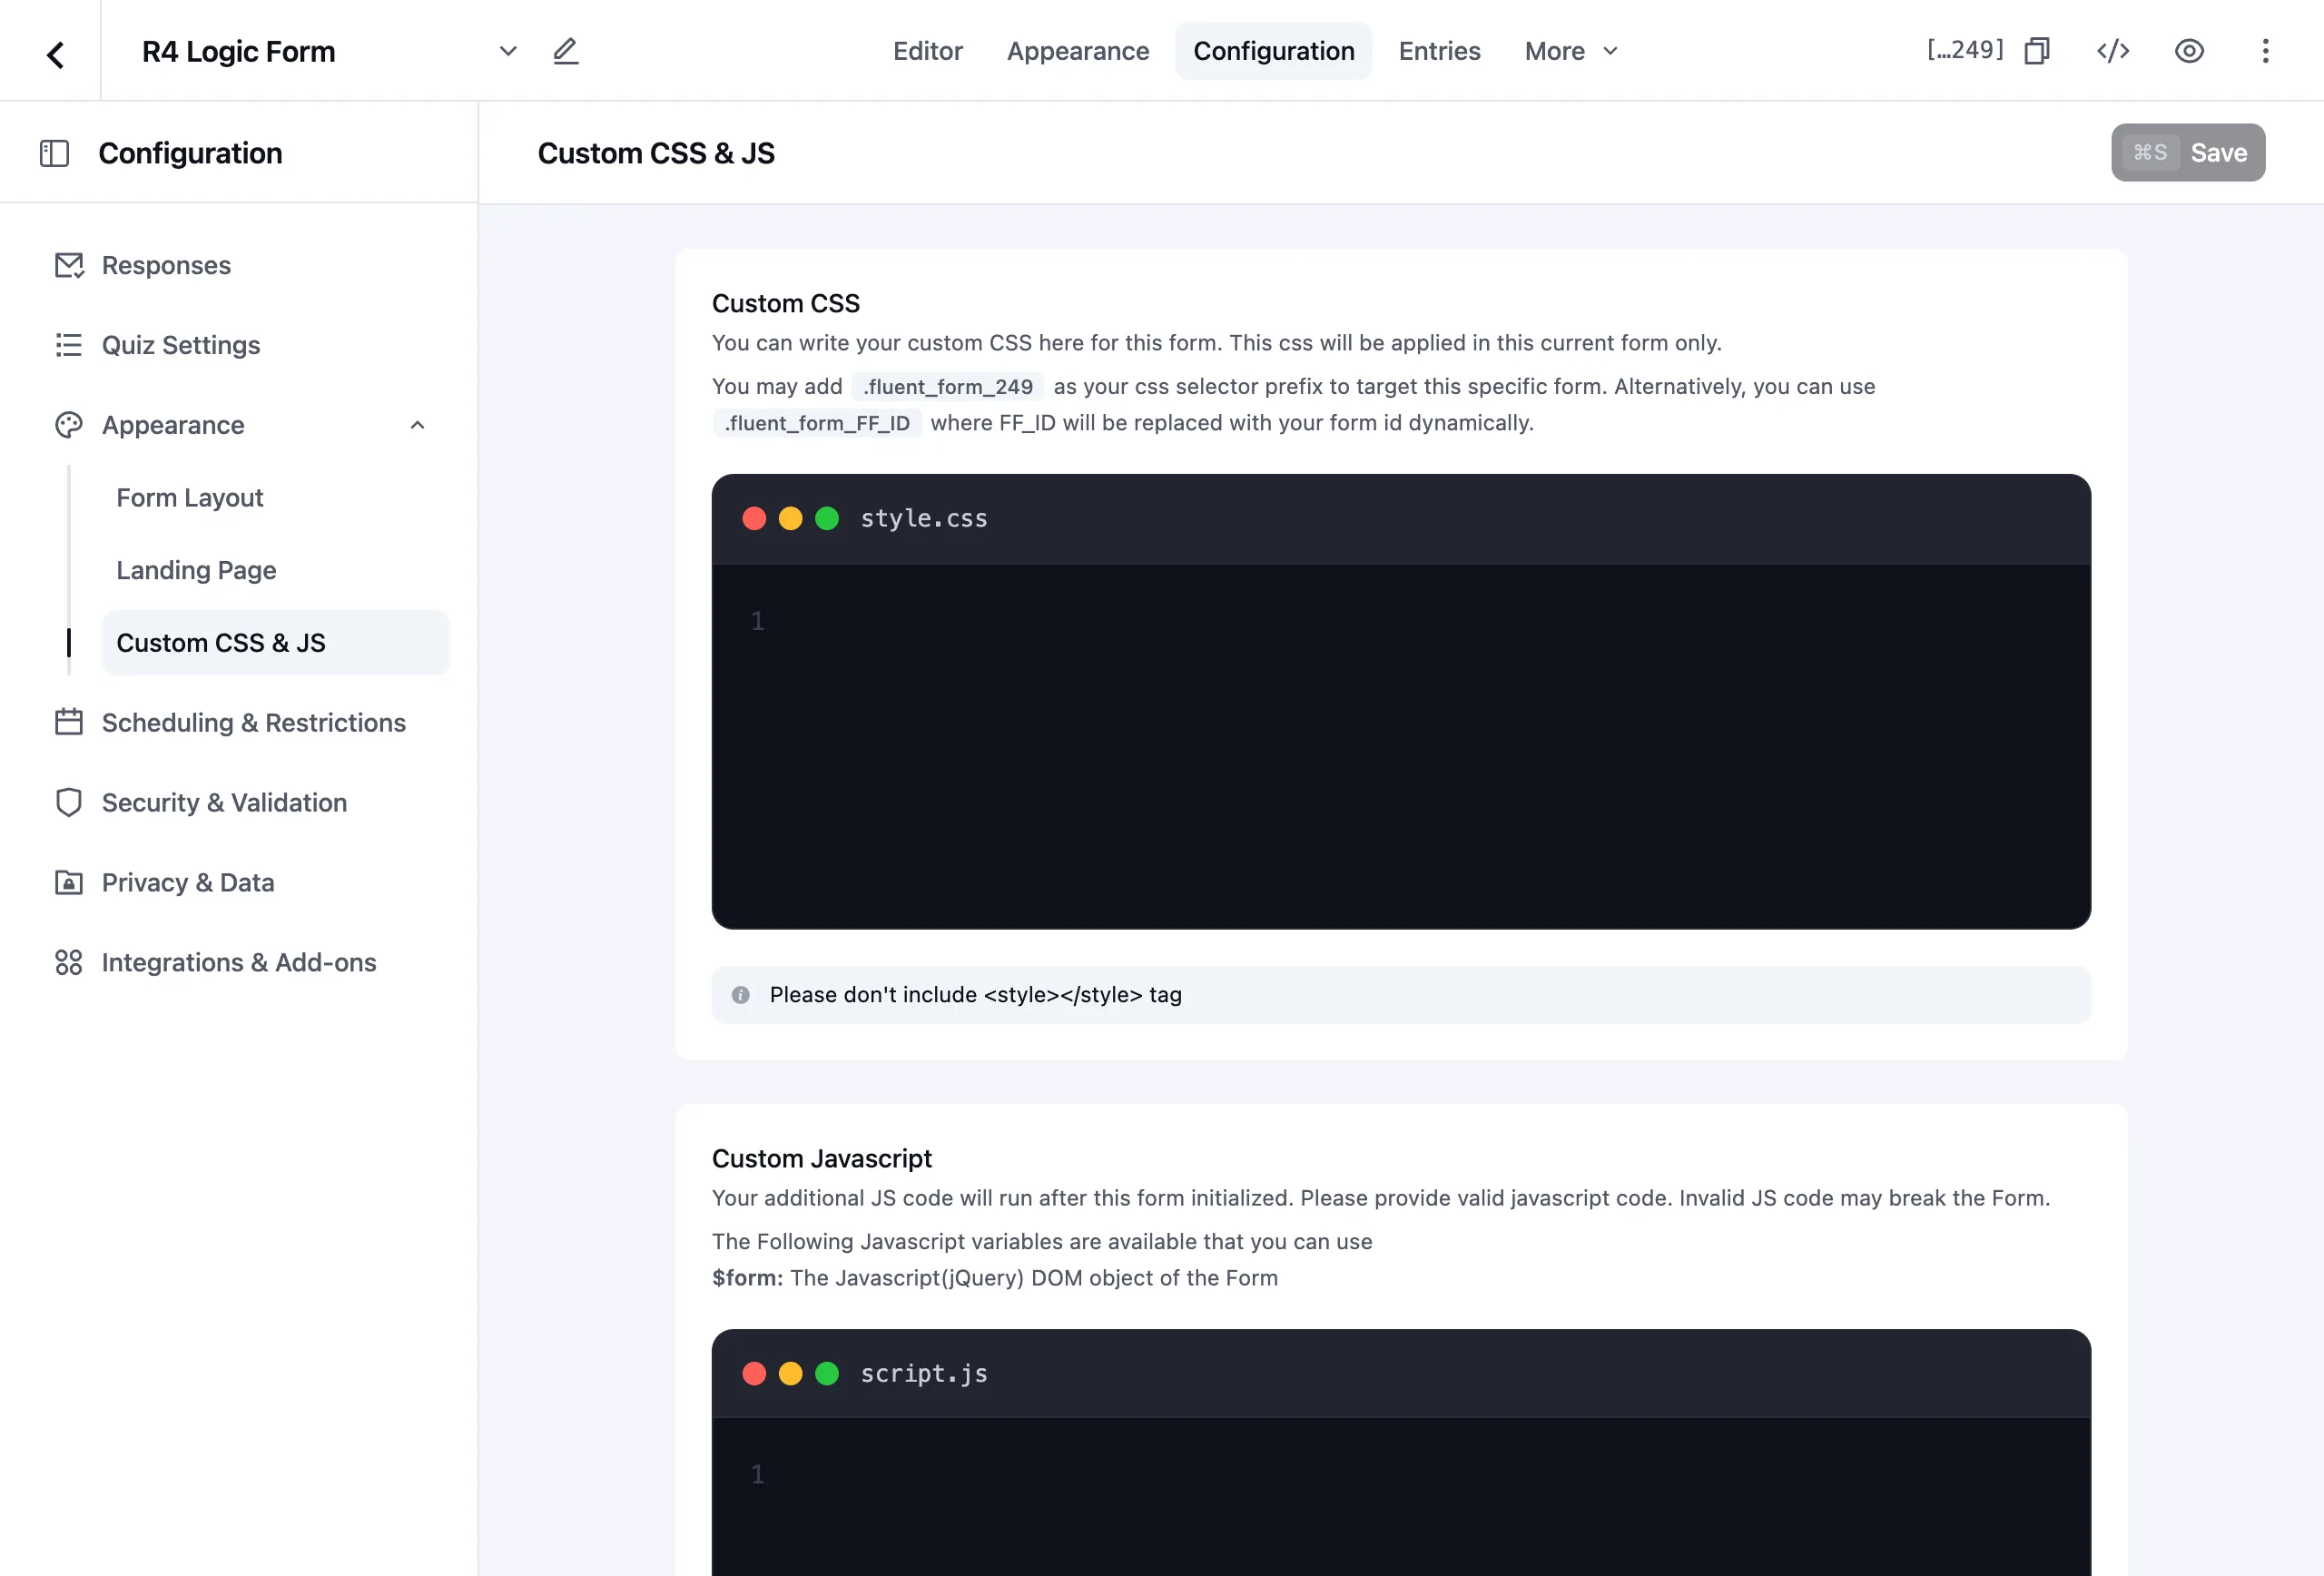 R4 Logic Form
Editor
Appearance
Configuration
Entries
More
[...249]
Configuration
Custom CSS & JS
⌘S Save
Responses
Quiz Settings
Appearance
Form Layout
Landing Page
Custom CSS & JS
Scheduling & Restrictions
Security & Validation
Privacy & Data
Integrations & Add-ons
Custom CSS
You can write your custom CSS here for this form. This css will be applied in this current form only.
You may add .fluent_form_249 as your css selector prefix to target this specific form. Alternatively, you can use
.fluent_form_FF_ID where FF_ID will be replaced with your form id dynamically.
style.css
1
Please don't include <style></style> tag
Custom Javascript
Your additional JS code will run after this form initialized. Please provide valid javascript code. Invalid JS code may break the Form.
The Following Javascript variables are available that you can use
$form: The Javascript(jQuery) DOM object of the Form
script.js
1